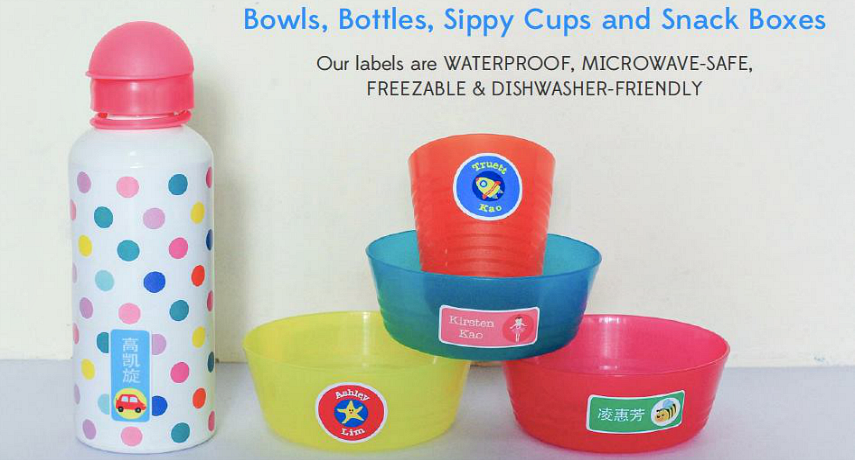 Bowls, Bottles, Sippy Cups and Snack Boxes
Our labels are WATERPROOF, MICROWAVE-SAFE,
FREEZABLE & DISHWASHER-FRIENDLY
Truett
Kao
Kirsten
Kao
高凯旋
Ashley
Lim
凌惠芳